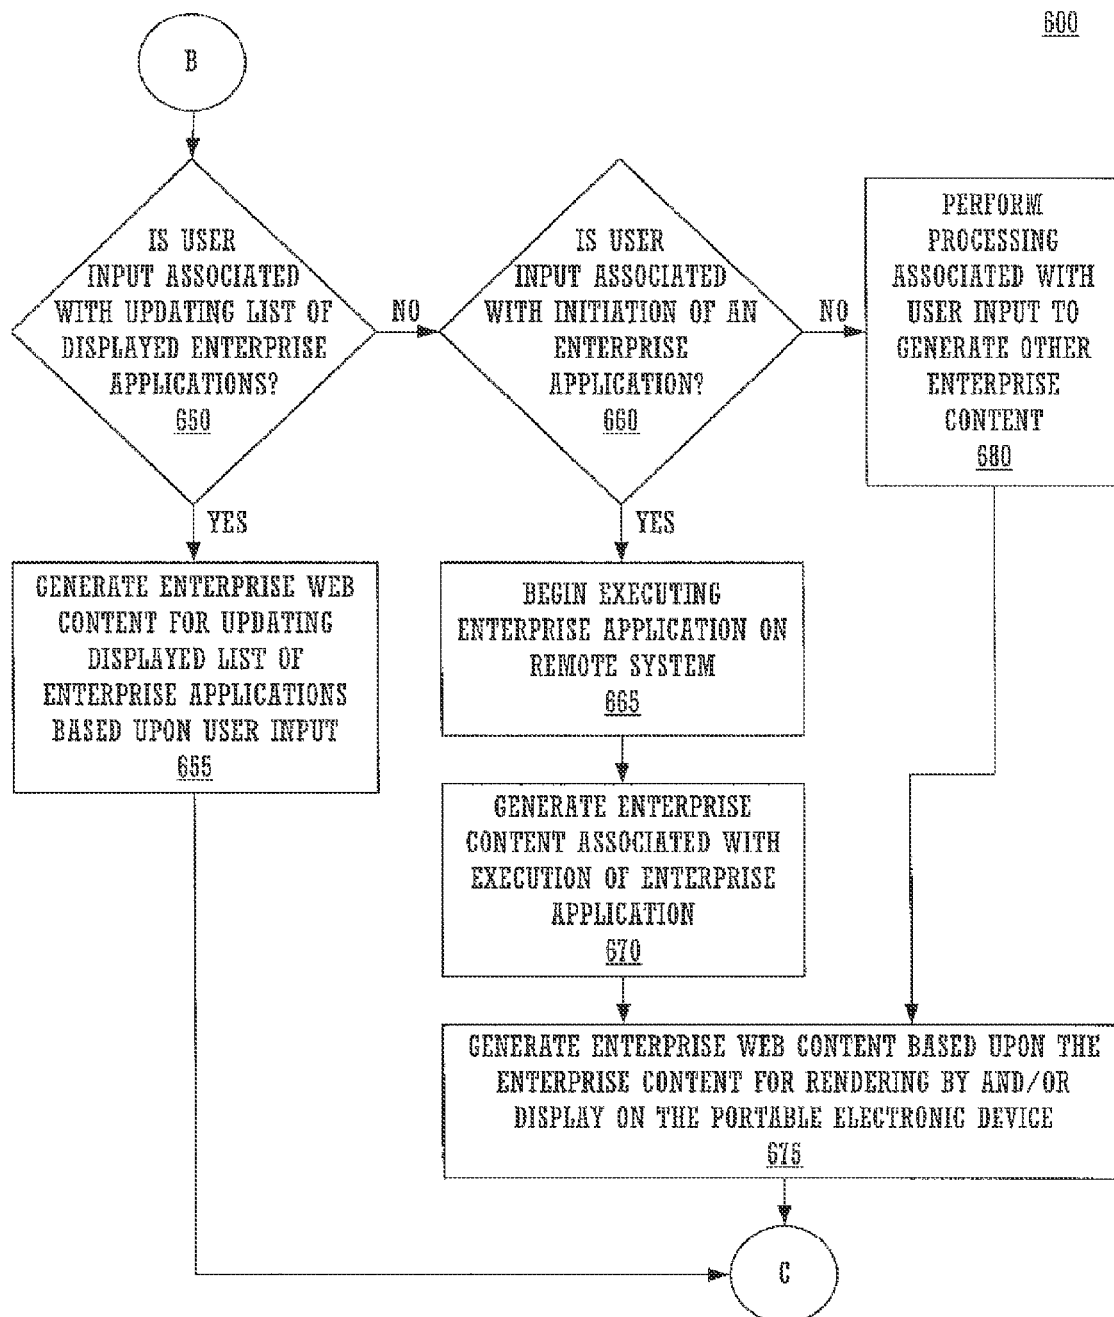 600
B
IS USER
INPUT ASSOCIATED
WITH UPDATING LIST OF
DISPLAYED ENTERPRISE
APPLICATIONS?
650
NO
IS USER
INPUT ASSOCIATED
WITH INITIATION OF AN
ENTERPRISE
APPLICATION?
660
NO
PERFORM
PROCESSING
ASSOCIATED WITH
USER INPUT TO
GENERATE OTHER
ENTERPRISE
CONTENT
680
YES
GENERATE ENTERPRISE WEB
CONTENT FOR UPDATING
DISPLAYED LIST OF
ENTERPRISE APPLICATIONS
BASED UPON USER INPUT
655
YES
BEGIN EXECUTING
ENTERPRISE APPLICATION ON
REMOTE SYSTEM
665
GENERATE ENTERPRISE
CONTENT ASSOCIATED WITH
EXECUTION OF ENTERPRISE
APPLICATION
670
GENERATE ENTERPRISE WEB CONTENT BASED UPON THE
ENTERPRISE CONTENT FOR RENDERING BY AND/OR
DISPLAY ON THE PORTABLE ELECTRONIC DEVICE
675
C